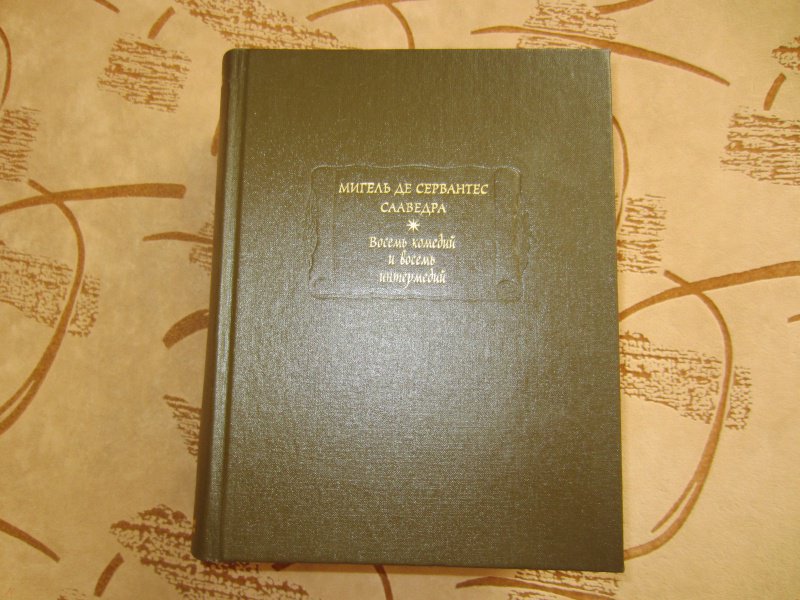 МИГЕЛЬ ДЕ СЕРВАНТЕС
СААВЕДРА
Восемь комедий
и восемь
интермедий